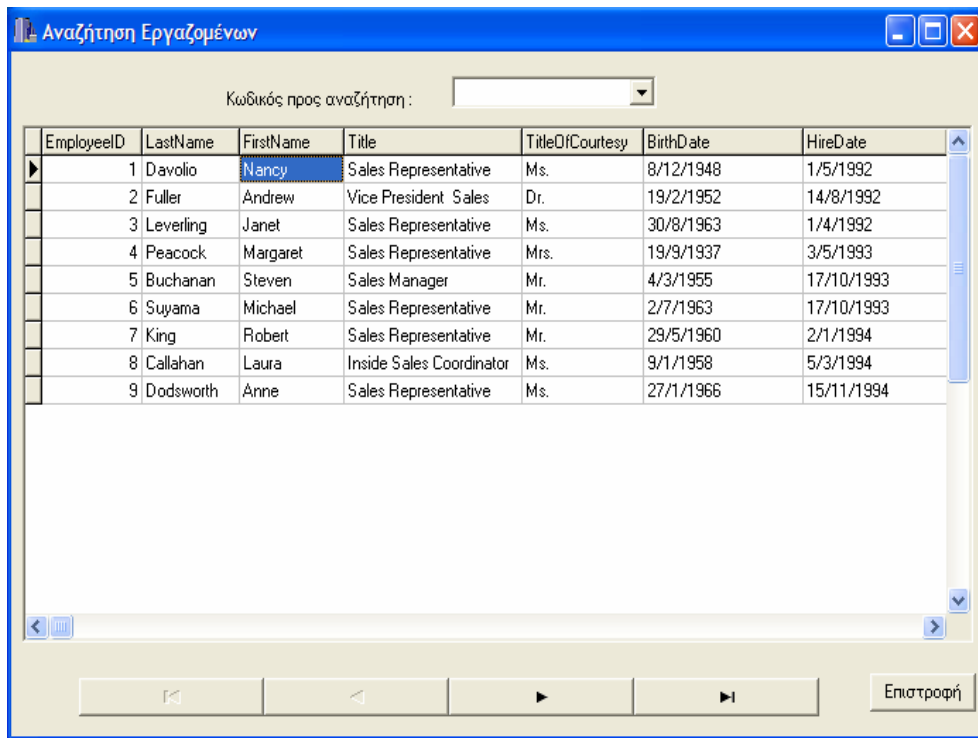 Αναζήτηση Εργαζομένων
Κωδικός προς αναζήτηση :
EmployeeID LastName FirstName Title TitleOfCourtesy BirthDate HireDate
1 Davolio Nancy Sales Representative Ms. 8/12/1948 1/5/1992
2 Fuller Andrew Vice President Sales Dr. 19/2/1952 14/8/1992
3 Leverling Janet Sales Representative Ms. 30/8/1963 1/4/1992
4 Peacock Margaret Sales Representative Mrs. 19/9/1937 3/5/1993
5 Buchanan Steven Sales Manager Mr. 4/3/1955 17/10/1993
6 Suyama Michael Sales Representative Mr. 2/7/1963 17/10/1993
7 King Robert Sales Representative Mr. 29/5/1960 2/1/1994
8 Callahan Laura Inside Sales Coordinator Ms. 9/1/1958 5/3/1994
9 Dodsworth Anne Sales Representative Ms. 27/1/1966 15/11/1994
Επιστροφή